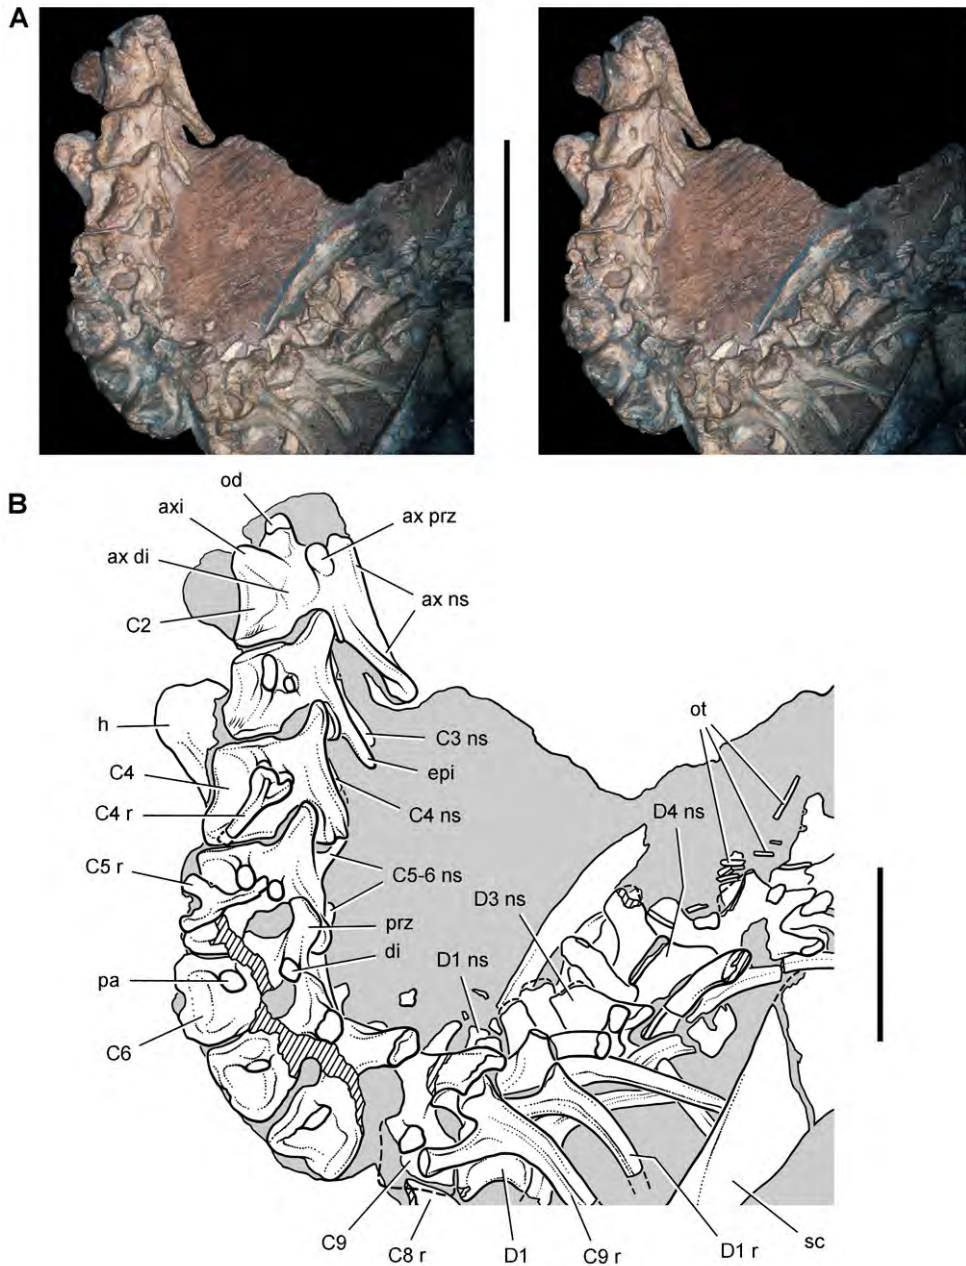 A
B
od
axi
ax prz
ax di
ax ns
C2
h
ot
C3 ns
C4
epi
D4 ns
C4 r
C4 ns
C5 r
C5-6 ns
D3 ns
prz
D1 ns
di
pa
C6
C9
D1
C9 r
D1 r
sc
C8 r